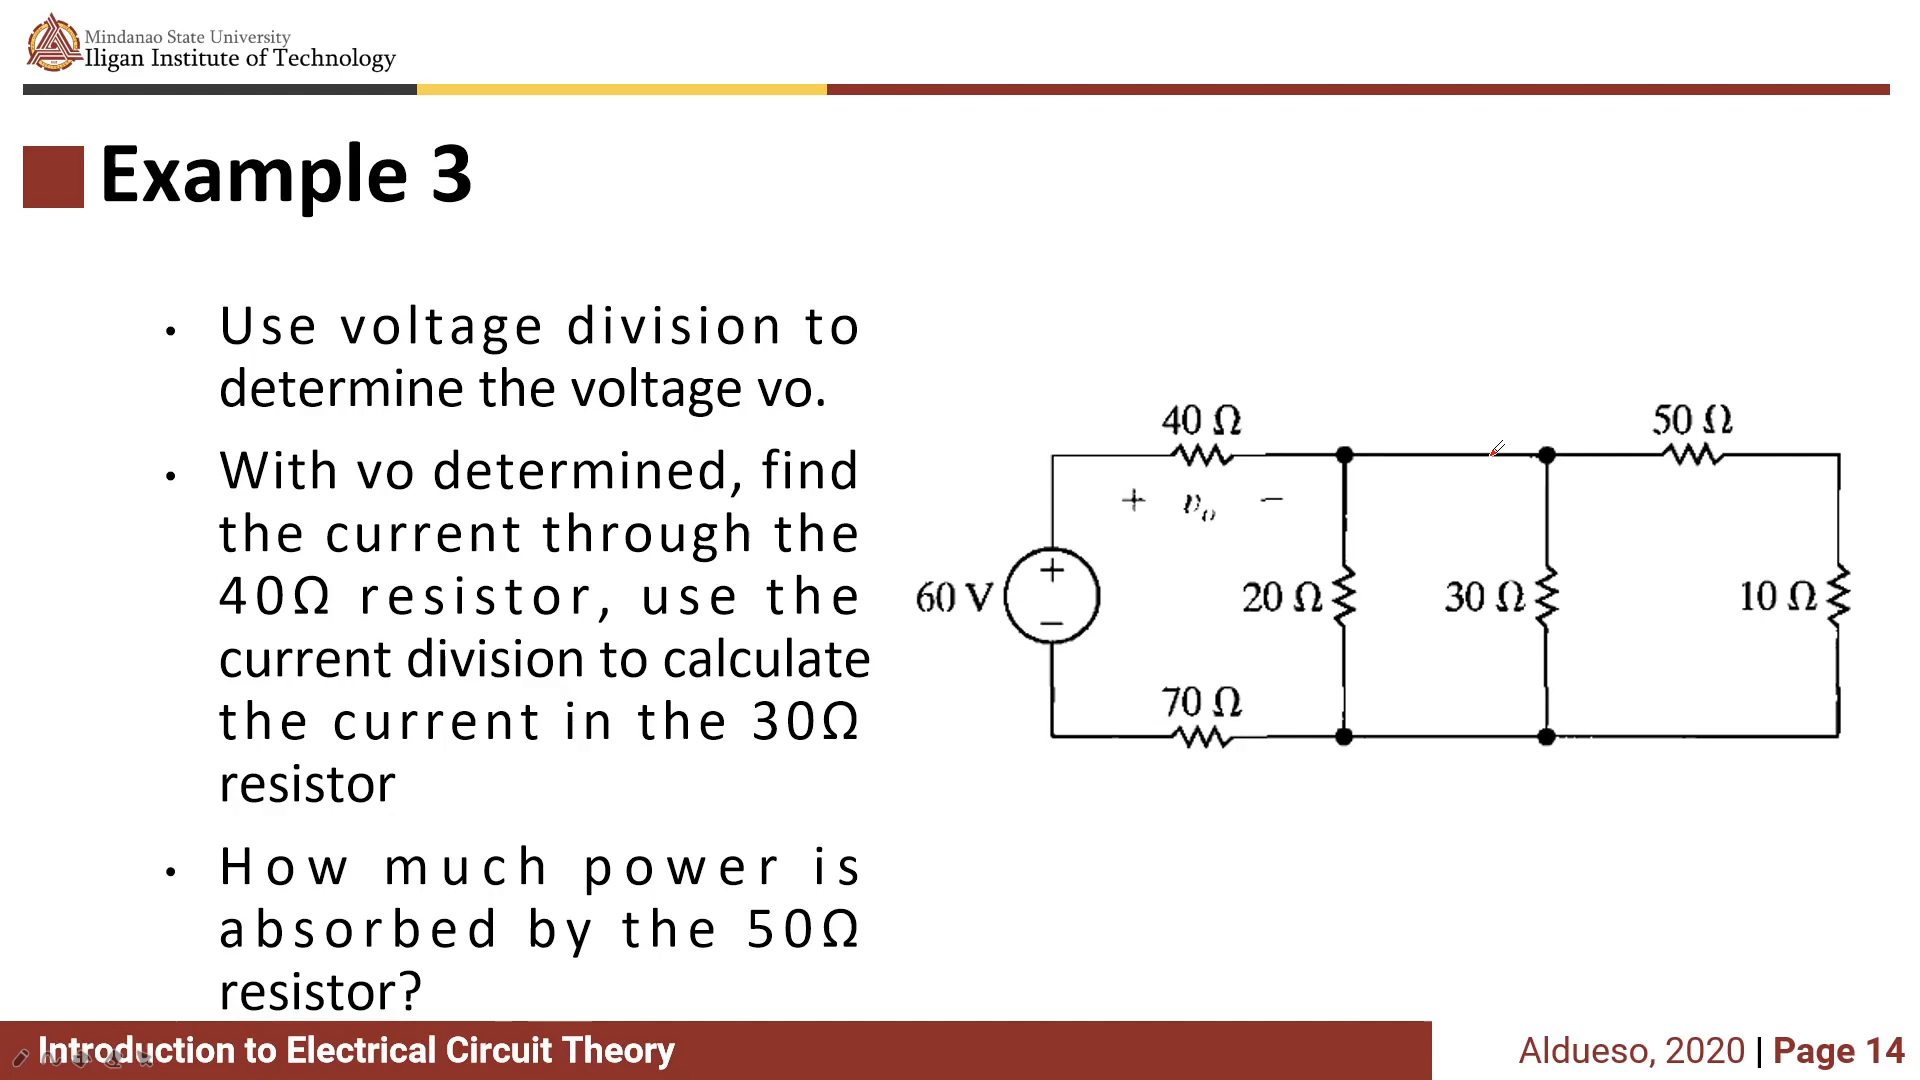 Mindanao State University
Iligan Institute of Technology
Example 3
• Use voltage division to
determine the voltage vo.
• With vo determined, find
the current through the
40Ω resistor, use the
current division to calculate
the current in the 30Ω
resistor
• How much power is
absorbed by the 50Ω
resistor?
40 Ω
50 Ω
+ vo −
60 V
+
−
20 Ω
30 Ω
10 Ω
70 Ω
Introduction to Electrical Circuit Theory
Aldueso, 2020 | Page 14